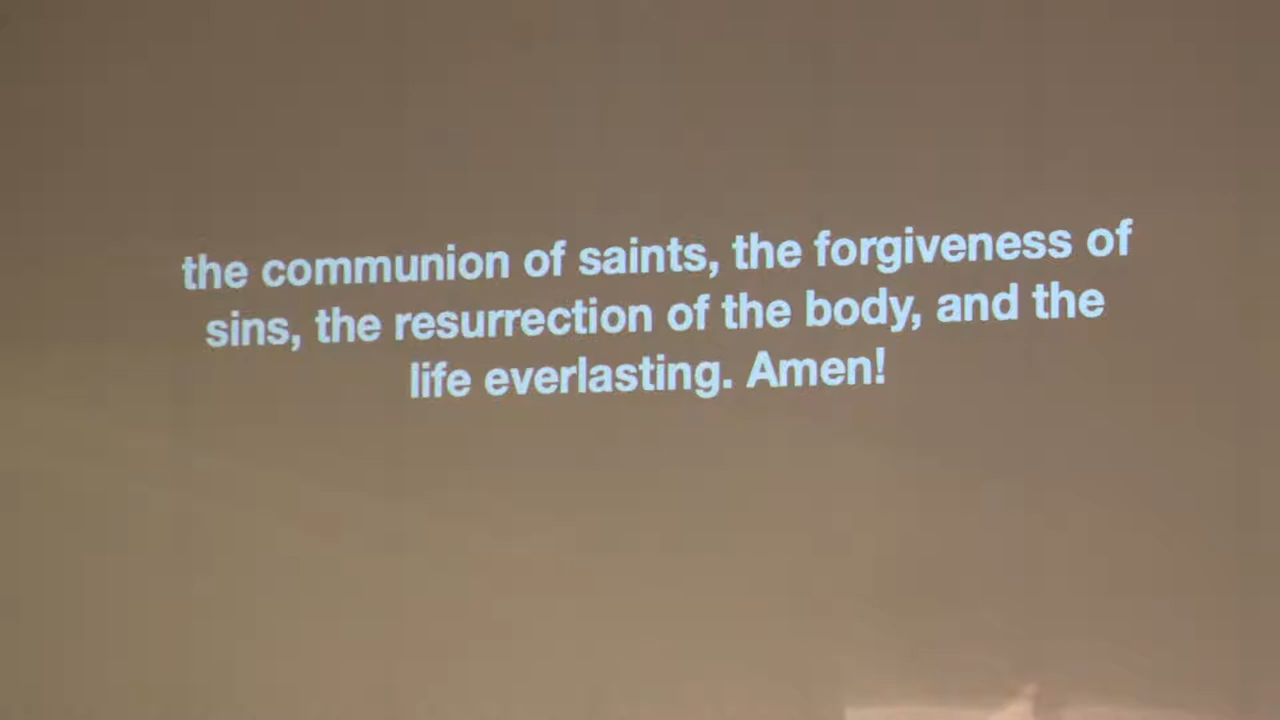 the communion of saints, the forgiveness of
sins, the resurrection of the body, and the
life everlasting. Amen!